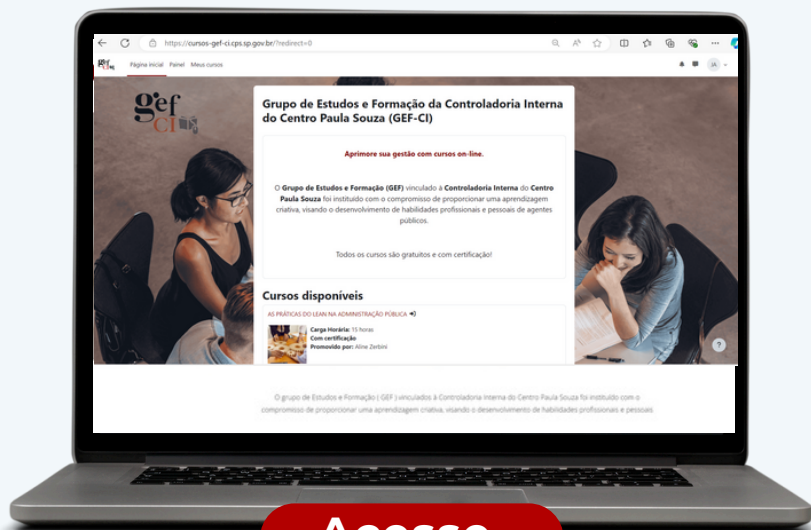 https://cursos-gef-ci.cps.sp.gov.br/?redirect=0
gef CI
Página inicial Painel Meus cursos
JA
gef
CI
Grupo de Estudos e Formação da Controladoria Interna
do Centro Paula Souza (GEF-CI)
Aprimore sua gestão com cursos on-line.
O Grupo de Estudos e Formação (GEF) vinculado à Controladoria Interna do Centro
Paula Souza foi instituído com o compromisso de proporcionar uma aprendizagem
criativa, visando o desenvolvimento de habilidades profissionais e pessoais de agentes
públicos.
Todos os cursos são gratuitos e com certificação!
Cursos disponíveis
AS PRÁTICAS DO LEAN NA ADMINISTRAÇÃO PÚBLICA
Carga Horária: 15 horas
Com certificação
Promovido por: Aline Zerbini
?
O grupo de Estudos e Formação ( GEF ) vinculados à Controladoria Interna do Centro Paula Souza foi instituído com o
compromisso de proporcionar uma aprendizagem criativa, visando o desenvolvimento de habilidades profissionais e pessoais
Acesse